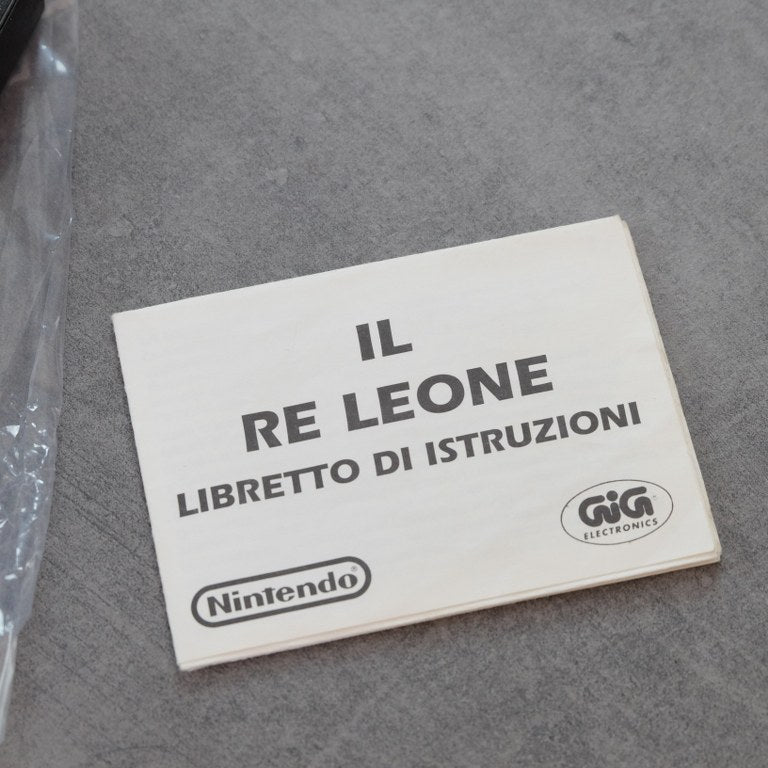 IL
RE LEONE
LIBRETTO DI ISTRUZIONI
Nintendo®
GiG®
ELECTRONICS